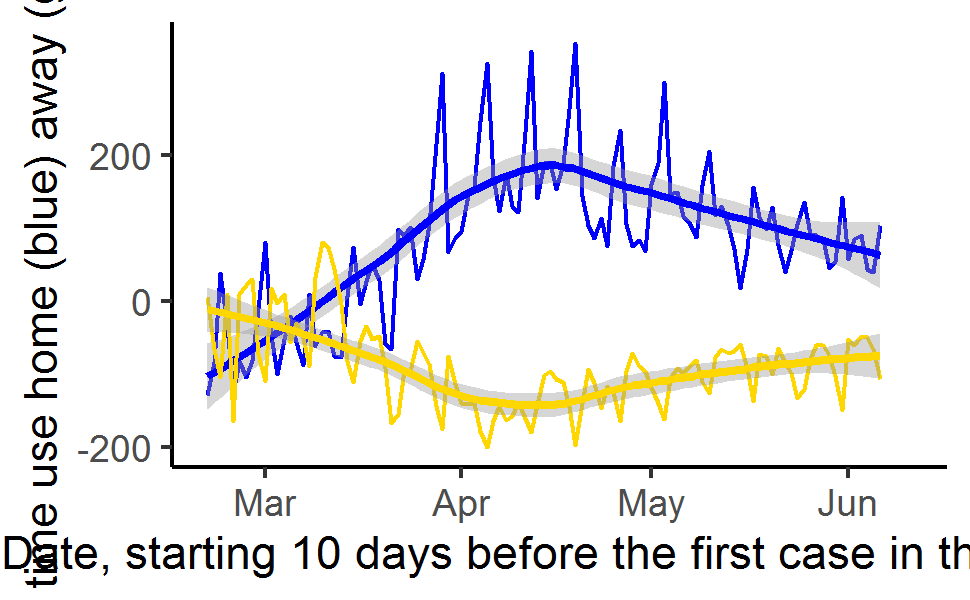 time use home (blue) away (
200
0
-200
Mar Apr May Jun
Date, starting 10 days before the first case in th